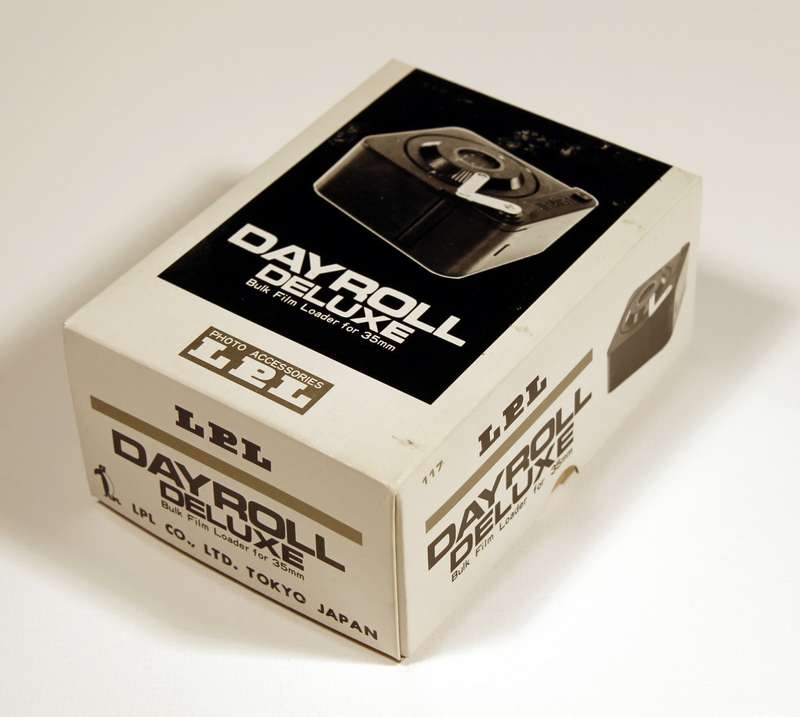 DAYROLL
DELUXE
Bulk Film Loader for 35mm
PHOTO ACCESSORIES
LPL
LPL
DAYROLL
DELUXE
Bulk Film Loader for 35mm
LPL CO., LTD. TOKYO JAPAN
117
LPL
DAYROLL
DELUXE
Bulk Film Loader for 35mm